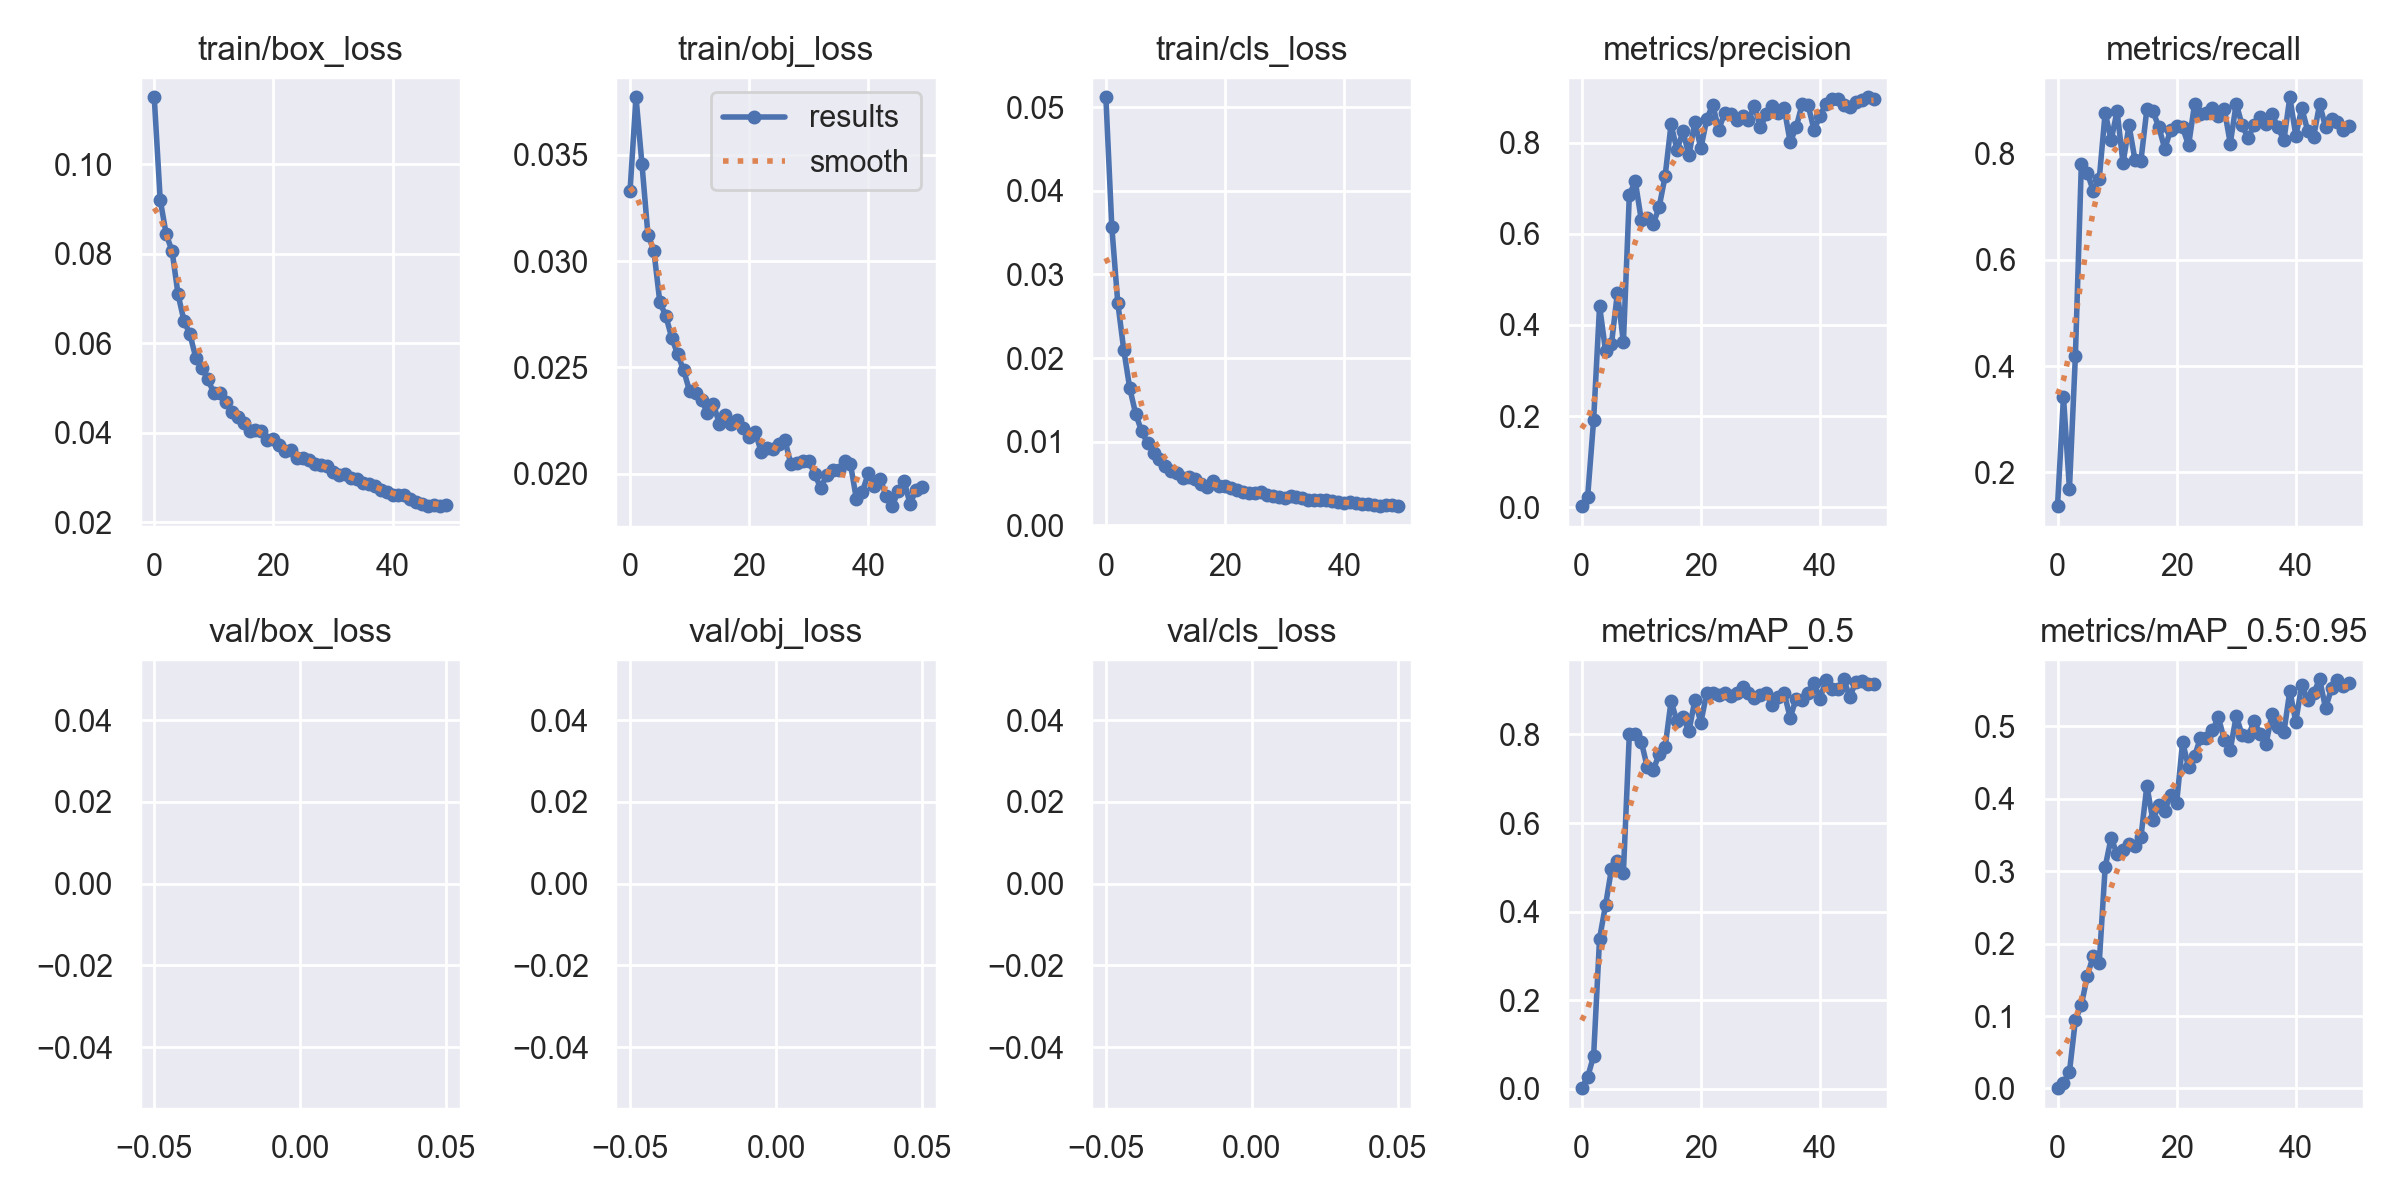 train/box_loss
train/obj_loss
train/cls_loss
metrics/precision
metrics/recall
0.10
0.08
0.06
0.04
0.02
0 20 40
results
smooth
0.035
0.030
0.025
0.020
0 20 40
0.05
0.04
0.03
0.02
0.01
0.00
0 20 40
0.8
0.6
0.4
0.2
0.0
0 20 40
0.8
0.6
0.4
0.2
0 20 40
val/box_loss
val/obj_loss
val/cls_loss
metrics/mAP_0.5
metrics/mAP_0.5:0.95
0.04
0.02
0.00
−0.02
−0.04
−0.05 0.00 0.05
0.04
0.02
0.00
−0.02
−0.04
−0.05 0.00 0.05
0.04
0.02
0.00
−0.02
−0.04
−0.05 0.00 0.05
0.8
0.6
0.4
0.2
0.0
0 20 40
0.5
0.4
0.3
0.2
0.1
0.0
0 20 40